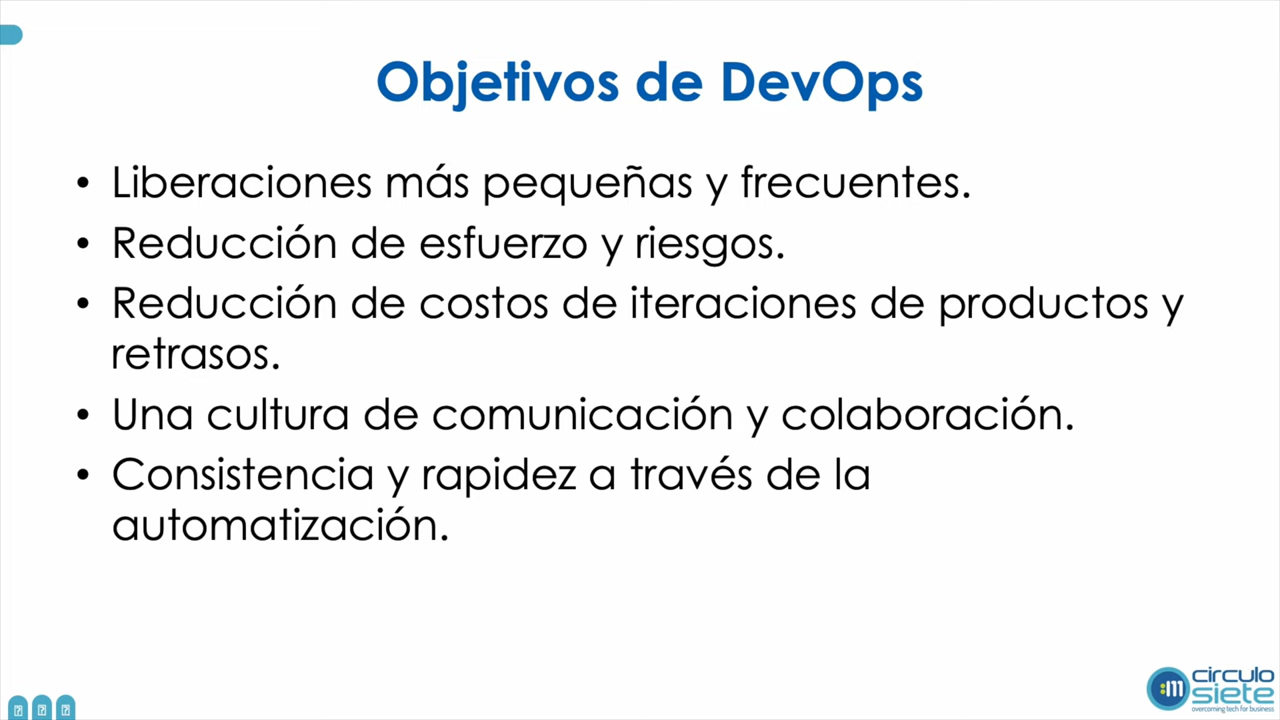 Objetivos de DevOps
• Liberaciones más pequeñas y frecuentes.
• Reducción de esfuerzo y riesgos.
• Reducción de costos de iteraciones de productos y
retrasos.
• Una cultura de comunicación y colaboración.
• Consistencia y rapidez a través de la
automatización.
:m circulo
siete
overcoming tech for business